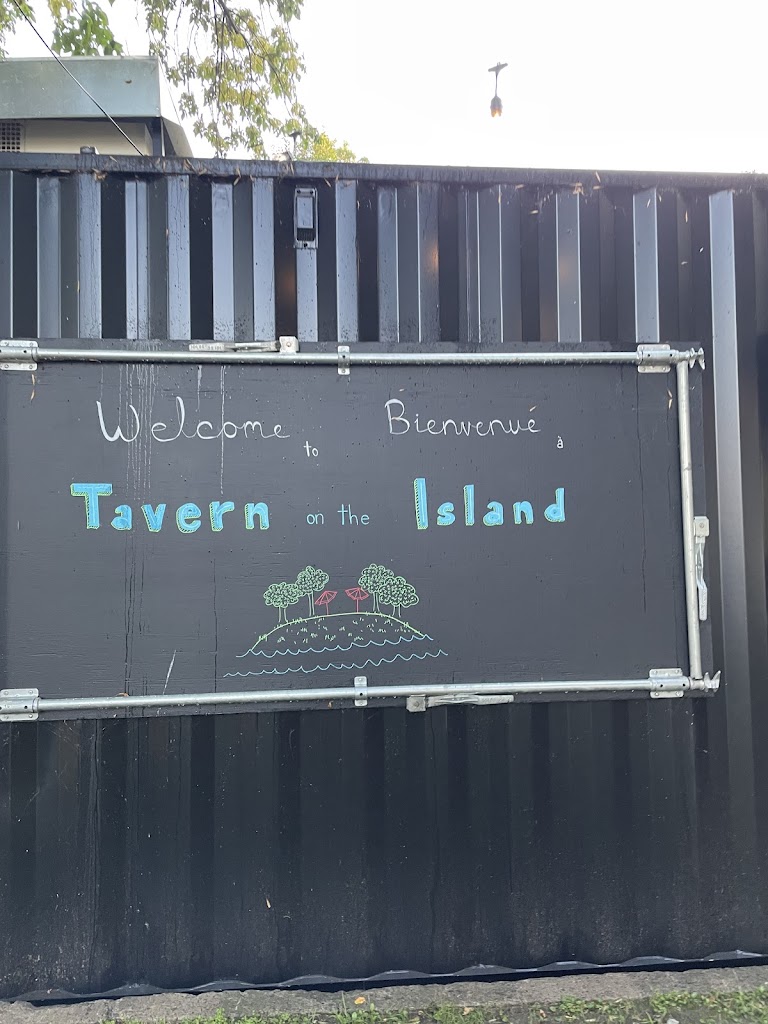 Welcome to Bienvenué à
Tavern on the Island